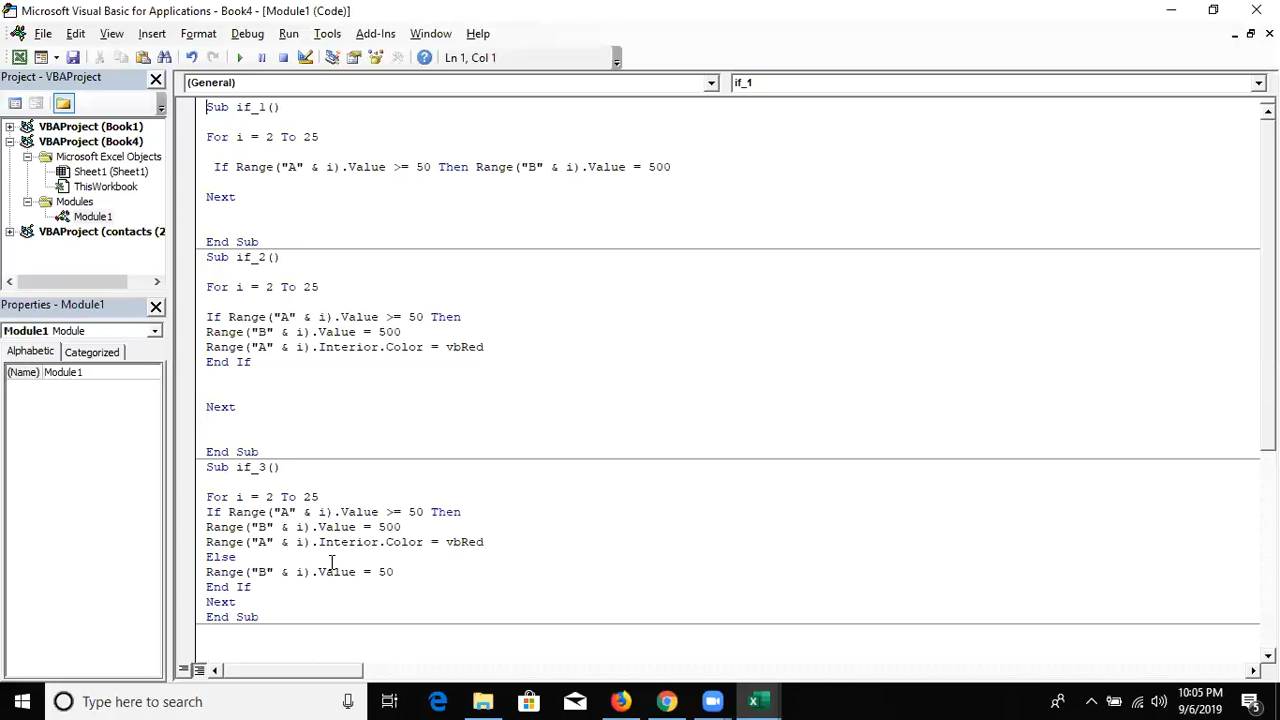 Microsoft Visual Basic for Applications - Book4 - [Module1 (Code)]
File Edit View Insert Format Debug Run Tools Add-Ins Window Help
Ln 1, Col 1
Project - VBAProject
(General)
if_1
VBAProject (Book1)
VBAProject (Book4)
Microsoft Excel Objects
Sheet1 (Sheet1)
ThisWorkbook
Modules
Module1
VBAProject (contacts (2
Properties - Module1
Module1 Module
Alphabetic Categorized
(Name) Module1
Sub if_1()
For i = 2 To 25
If Range("A" & i).Value >= 50 Then Range("B" & i).Value = 500
Next
End Sub
Sub if_2()
For i = 2 To 25
If Range("A" & i).Value >= 50 Then
Range("B" & i).Value = 500
Range("A" & i).Interior.Color = vbRed
End If
Next
End Sub
Sub if_3()
For i = 2 To 25
If Range("A" & i).Value >= 50 Then
Range("B" & i).Value = 500
Range("A" & i).Interior.Color = vbRed
Else
Range("B" & i).Value = 50
End If
Next
End Sub
Type here to search
10:05 PM
9/6/2019
5